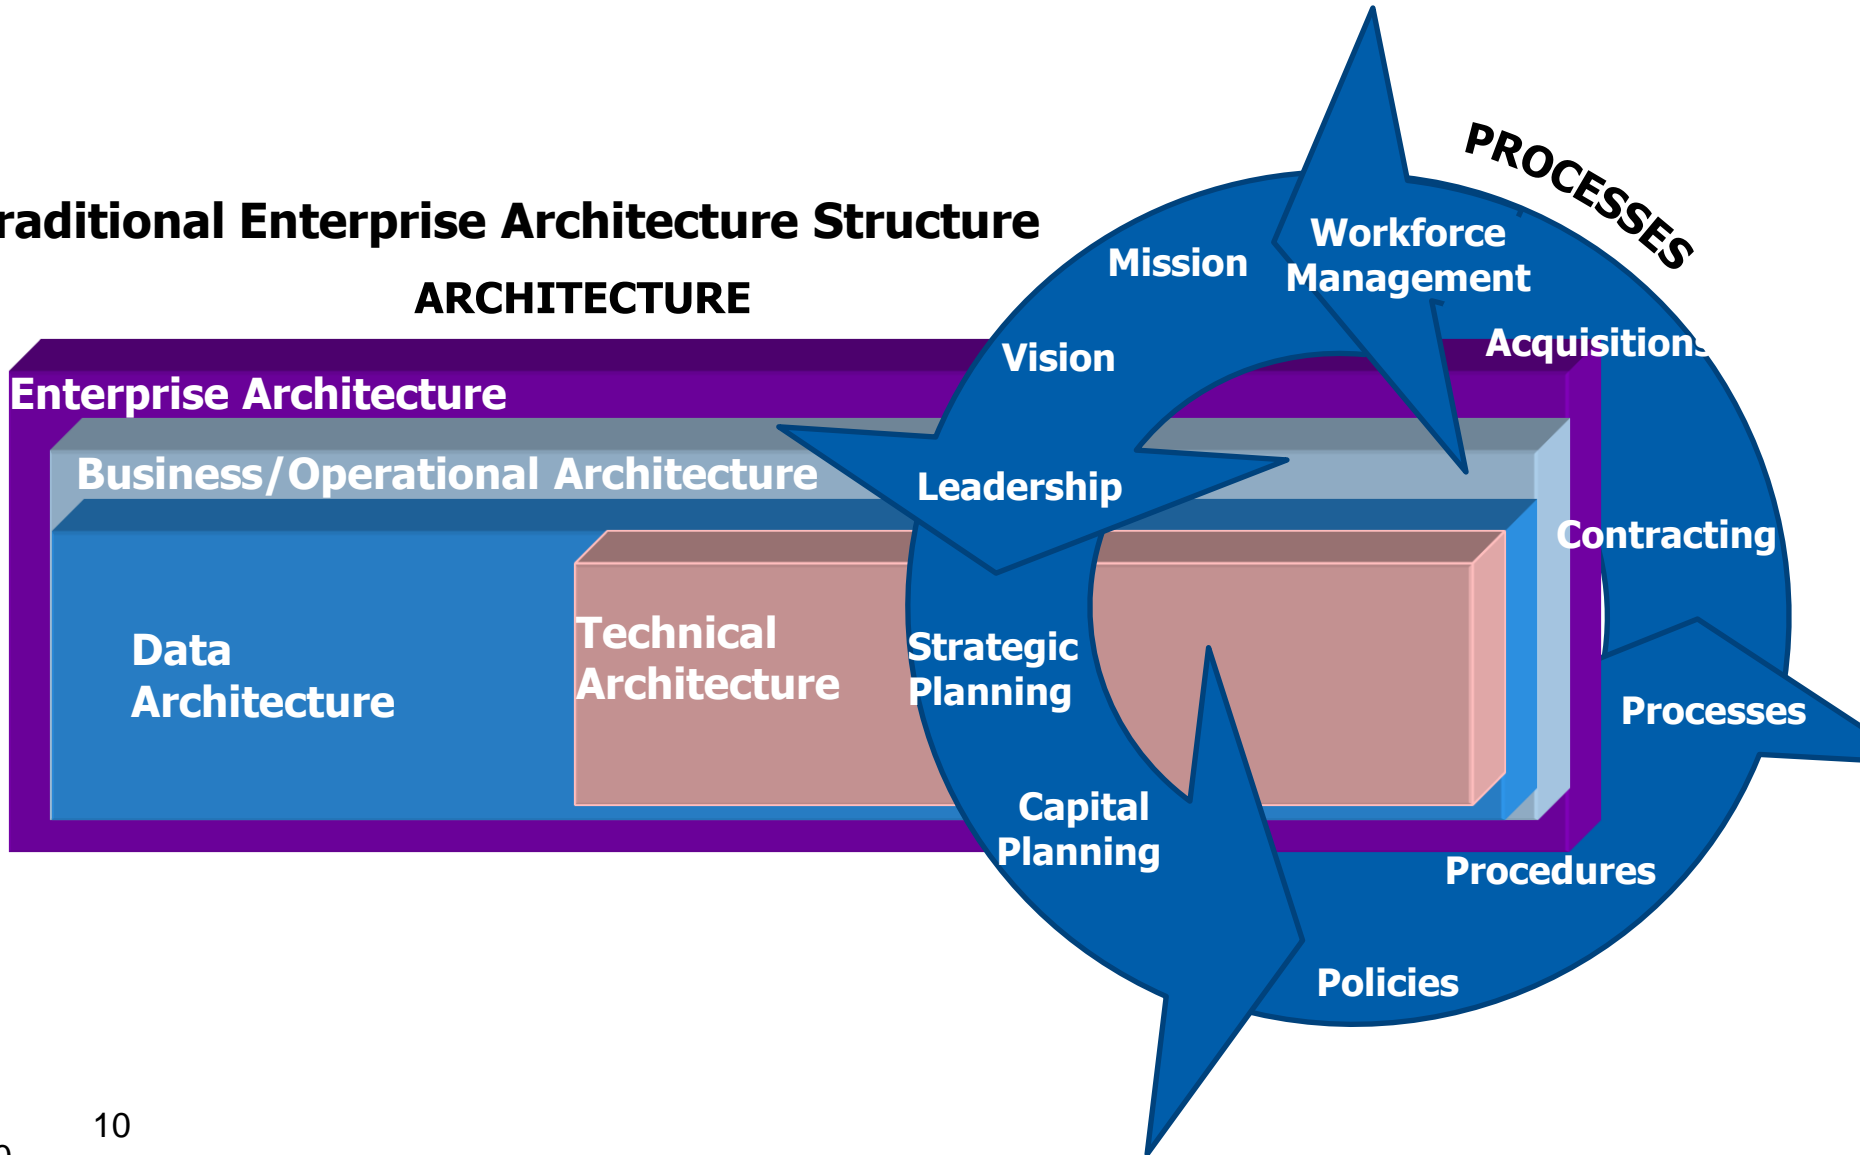 raditional Enterprise Architecture Structure
ARCHITECTURE
PROCESSES
Enterprise Architecture
Business/Operational Architecture
Data
Architecture
Technical
Architecture
Workforce
Management
Mission
Vision
Leadership
Strategic
Planning
Capital
Planning
Acquisitions
Contracting
Processes
Procedures
Policies
10